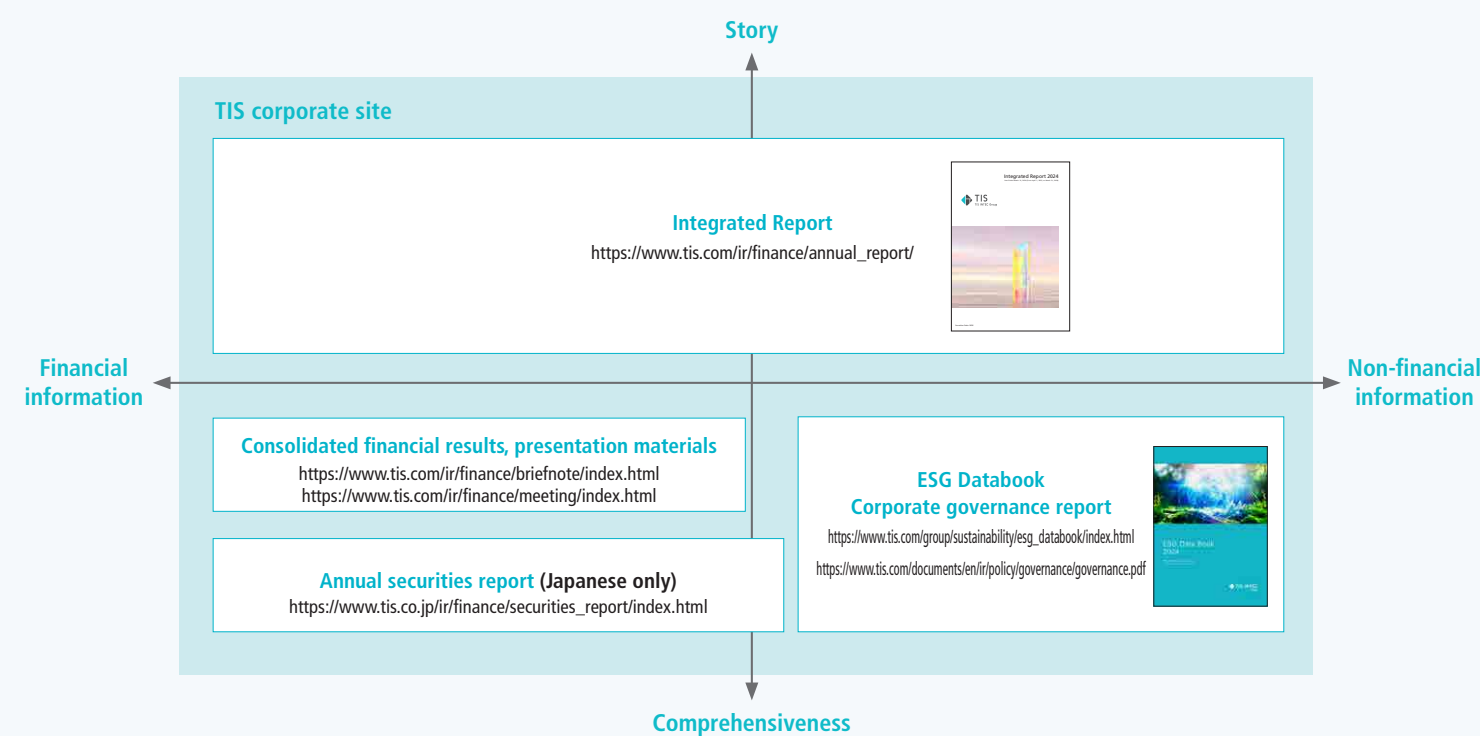 Story
TIS corporate site
Integrated Report
https://www.tis.com/ir/finance/annual_report/
Integrated Report 2024
TIS
TIS INTEC Group
Financial
information
Non-financial
information
Consolidated financial results, presentation materials
https://www.tis.com/ir/finance/briefnote/index.html
https://www.tis.com/ir/finance/meeting/index.html
Annual securities report (Japanese only)
https://www.tis.co.jp/ir/finance/securities_report/index.html
ESG Databook
Corporate governance report
https://www.tis.com/group/sustainability/esg_databook/index.html
https://www.tis.com/documents/en/ir/policy/governance/governance.pdf
ESG Data Book
2024
Comprehensiveness